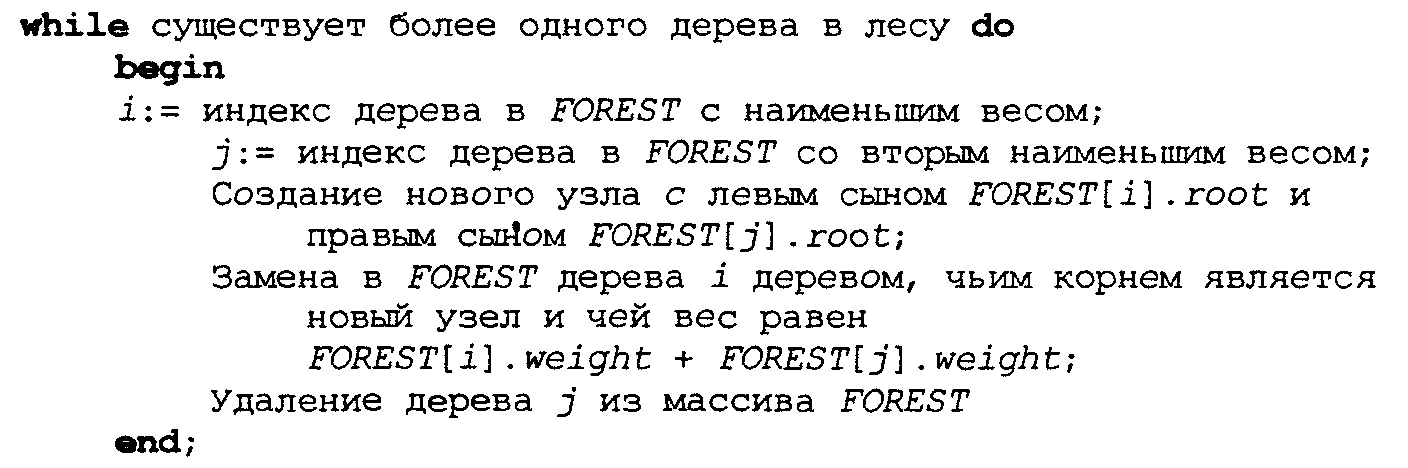 while существует более одного дерева в лесу do
begin
i:= индекс дерева в FOREST с наименьшим весом;
j:= индекс дерева в FOREST со вторым наименьшим весом;
Создание нового узла с левым сыном FOREST[i].root и
правым сыном FOREST[j].root;
Замена в FOREST дерева i деревом, чьим корнем является
новый узел и чей вес равен
FOREST[i].weight + FOREST[j].weight;
Удаление дерева j из массива FOREST
end;